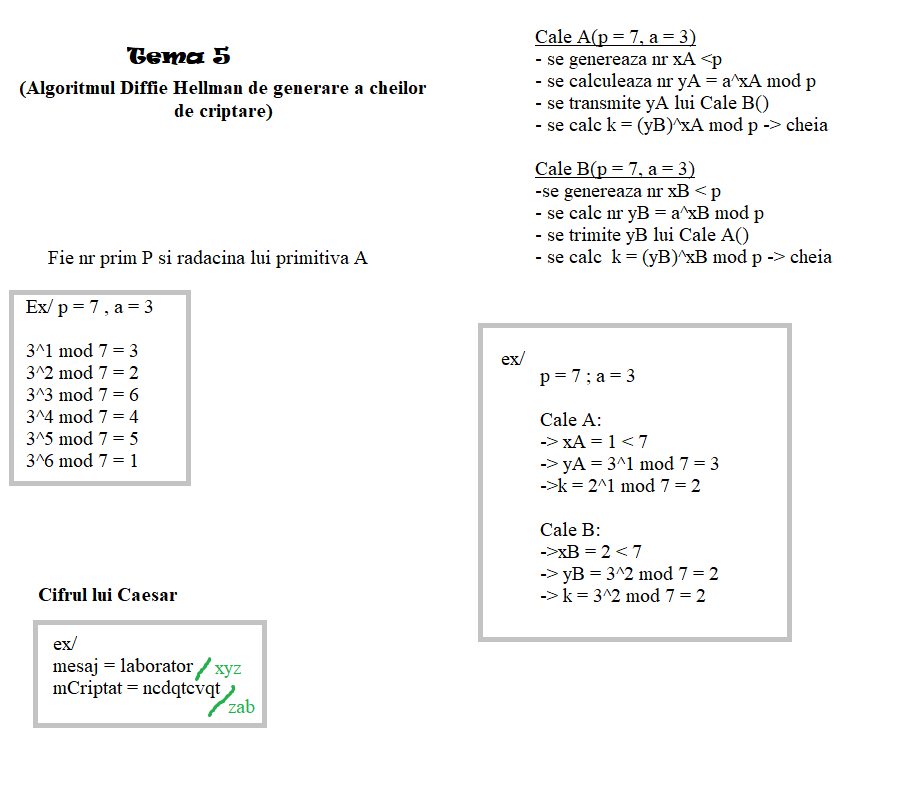 Tema 5
(Algoritmul Diffie Hellman de generare a cheilor
de criptare)
Fie nr prim P si radacina lui primitiva A
Ex/ p = 7 , a = 3
3^1 mod 7 = 3
3^2 mod 7 = 2
3^3 mod 7 = 6
3^4 mod 7 = 4
3^5 mod 7 = 5
3^6 mod 7 = 1
Cifrul lui Caesar
ex/
mesaj = laborator / xyz
mCriptat = ncdqtcvqt / zab
Cale A(p = 7, a = 3)
- se genereaza nr xA <p
- se calculeaza nr yA = a^xA mod p
- se transmite yA lui Cale B()
- se calc k = (yB)^xA mod p -> cheia
Cale B(p = 7, a = 3)
-se genereaza nr xB < p
- se calc nr yB = a^xB mod p
- se trimite yB lui Cale A()
- se calc  k = (yB)^xB mod p -> cheia
ex/
p = 7 ; a = 3
Cale A:
-> xA = 1 < 7
-> yA = 3^1 mod 7 = 3
->k = 2^1 mod 7 = 2
Cale B:
->xB = 2 < 7
-> yB = 3^2 mod 7 = 2
-> k = 3^2 mod 7 = 2